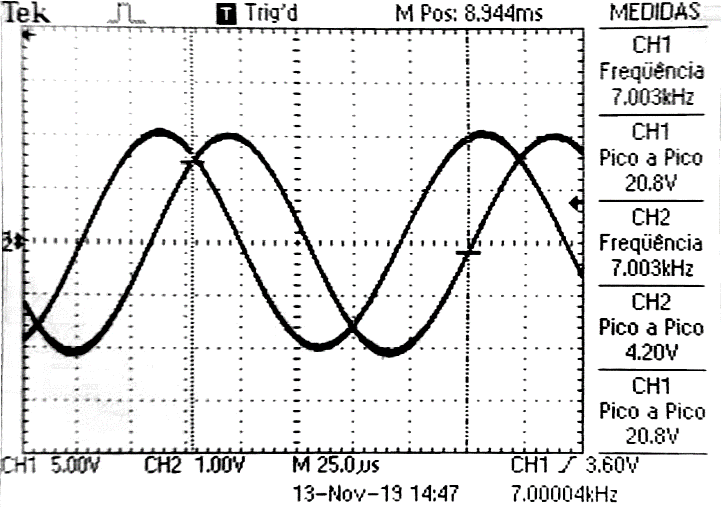 Tek T Trig'd M Pos: 8.944ms MEDIDAS
CH1
Freqüência
7.003kHz
CH1
Pico a Pico
20.8V
CH2
Freqüência
7.003kHz
CH2
Pico a Pico
4.20V
CH1
Pico a Pico
20.8V
2
CH1 5.00V CH2 1.00V M 25.0µs CH1 3.60V
13-Nov-19 14:47 7.00004kHz